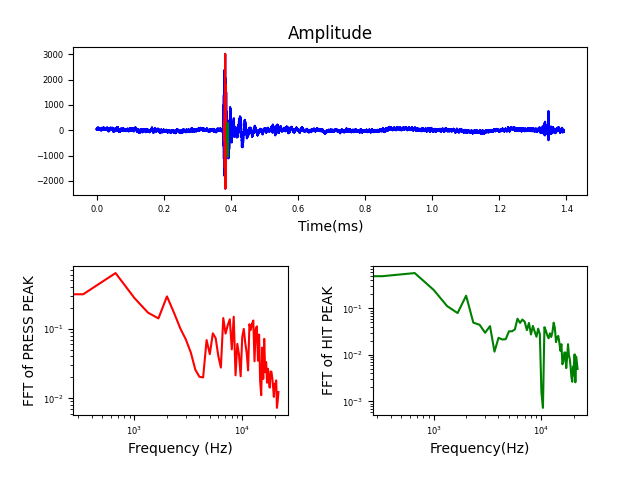 Amplitude
3000
2000
1000
0
−1000
−2000
0.0 0.2 0.4 0.6 0.8 1.0 1.2 1.4
Time(ms)
FFT of PRESS PEAK
10⁻¹
10⁻²
10³ 10⁴
Frequency (Hz)
FFT of HIT PEAK
10⁻¹
10⁻²
10⁻³
10³ 10⁴
Frequency(Hz)